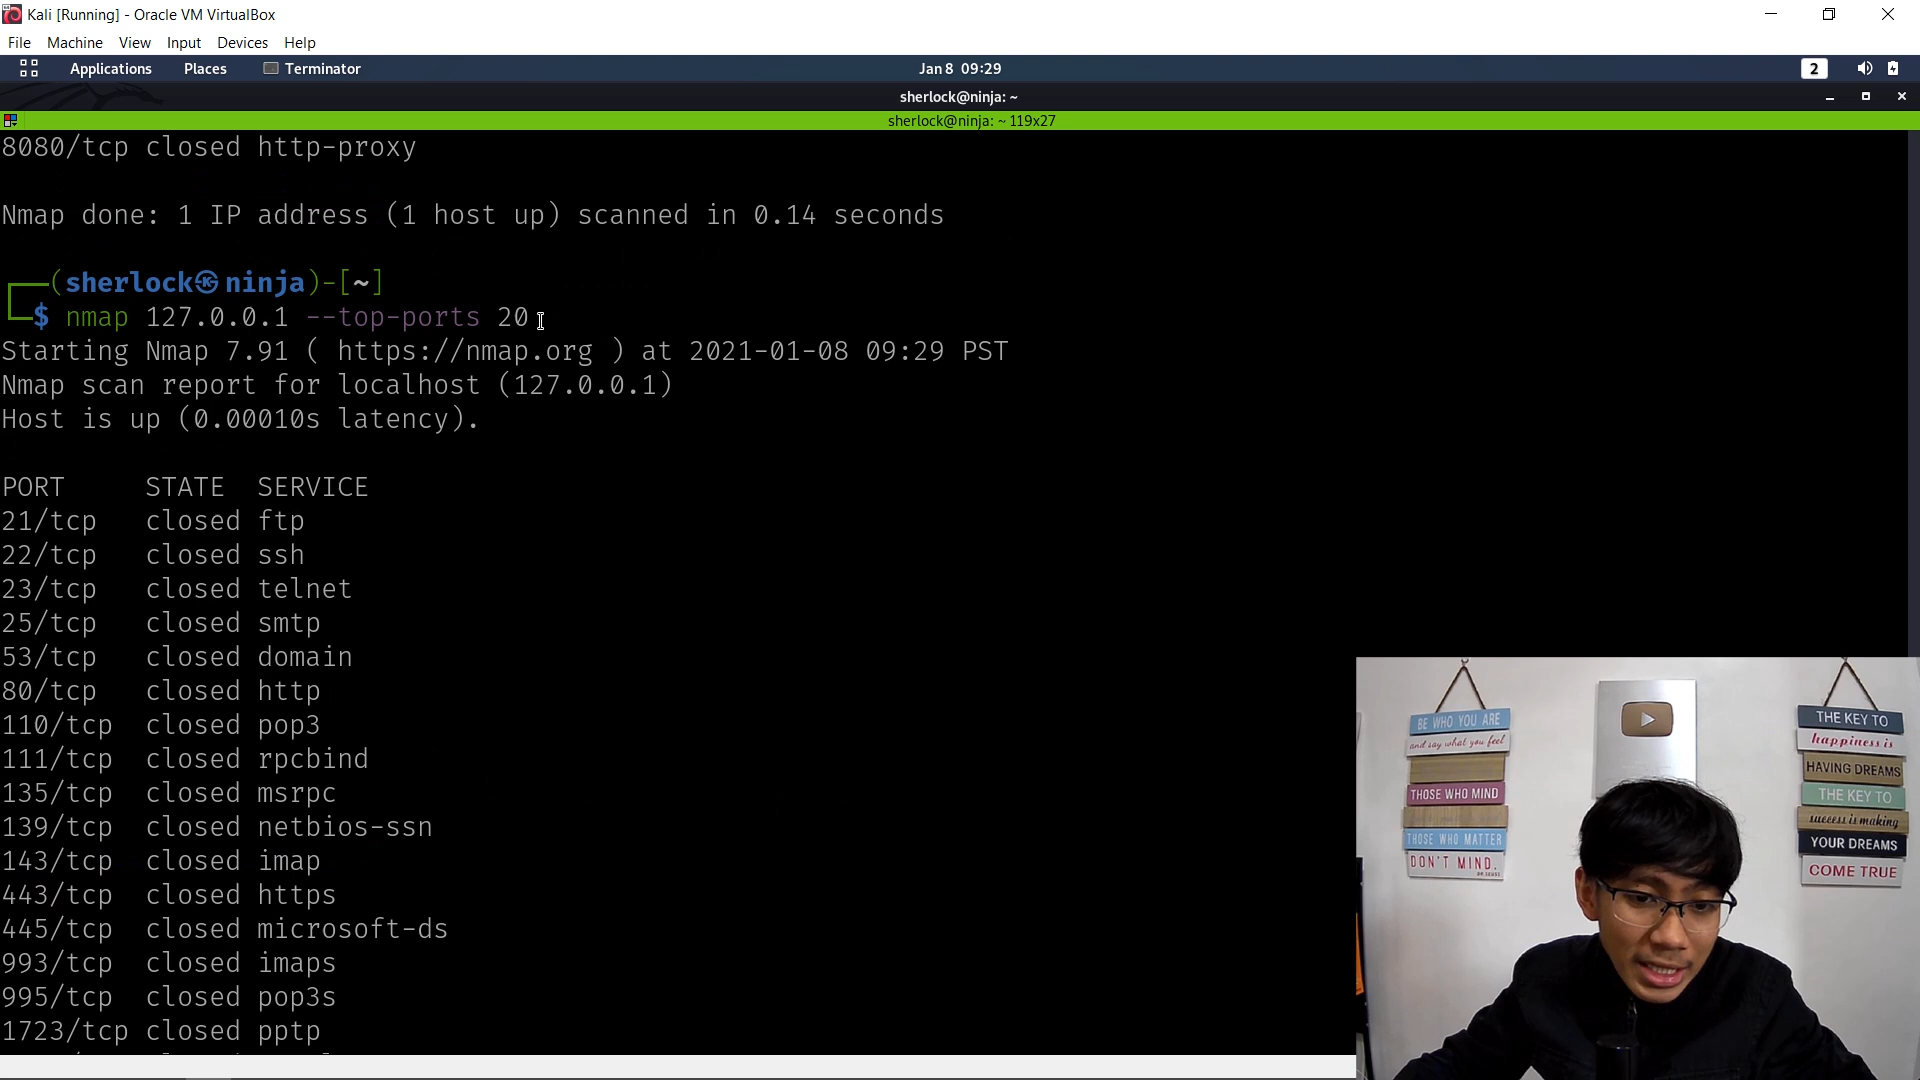 Kali [Running] - Oracle VM VirtualBox
File Machine View Input Devices Help
Applications Places Terminator Jan 8 09:29 2
sherlock@ninja: ~
sherlock@ninja: ~ 119x27
8080/tcp closed http-proxy
Nmap done: 1 IP address (1 host up) scanned in 0.14 seconds
(sherlock㉿ninja)-[~]
$ nmap 127.0.0.1 --top-ports 20
Starting Nmap 7.91 ( https://nmap.org ) at 2021-01-08 09:29 PST
Nmap scan report for localhost (127.0.0.1)
Host is up (0.00010s latency).
PORT STATE SERVICE
21/tcp closed ftp
22/tcp closed ssh
23/tcp closed telnet
25/tcp closed smtp
53/tcp closed domain
80/tcp closed http
110/tcp closed pop3
111/tcp closed rpcbind
135/tcp closed msrpc
139/tcp closed netbios-ssn
143/tcp closed imap
443/tcp closed https
445/tcp closed microsoft-ds
993/tcp closed imaps
995/tcp closed pop3s
1723/tcp closed pptp
BE WHO YOU ARE
and say what you feel
THOSE WHO MIND
THOSE WHO MATTER
DON'T MIND.
THE KEY TO
happiness is
HAVING DREAMS
THE KEY TO
success is making
YOUR DREAMS
COME TRUE